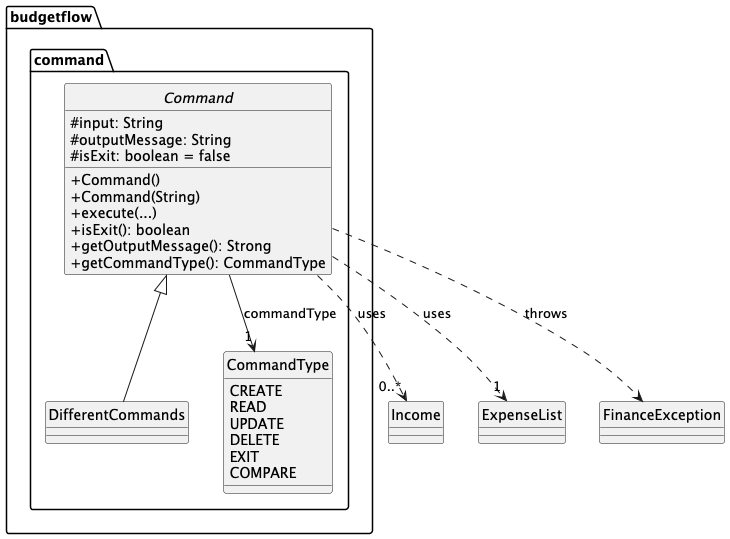 budgetflow
command
Command
#input: String
#outputMessage: String
#isExit: boolean = false
+Command()
+Command(String)
+execute(...)
+isExit(): boolean
+getOutputMessage(): Strong
+getCommandType(): CommandType
commandType
uses
uses
throws
1
0..*
1
CommandType
CREATE
READ
UPDATE
DELETE
EXIT
COMPARE
DifferentCommands
Income
ExpenseList
FinanceException